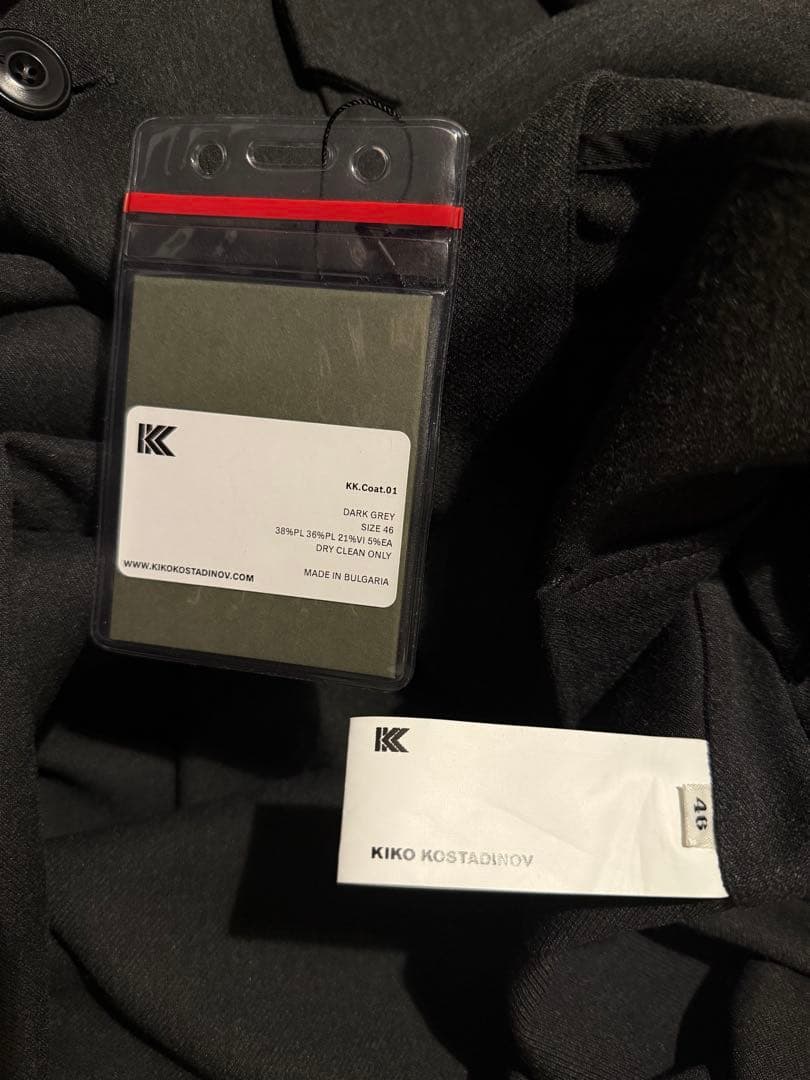 KK
KK.Coat.01
DARK GREY
SIZE 46
38%PL 36%PL 21%VI 5%EA
DRY CLEAN ONLY
WWW.KIKOKOSTADINOV.COM
MADE IN BULGARIA
KK
46
KIKO KOSTADINOV